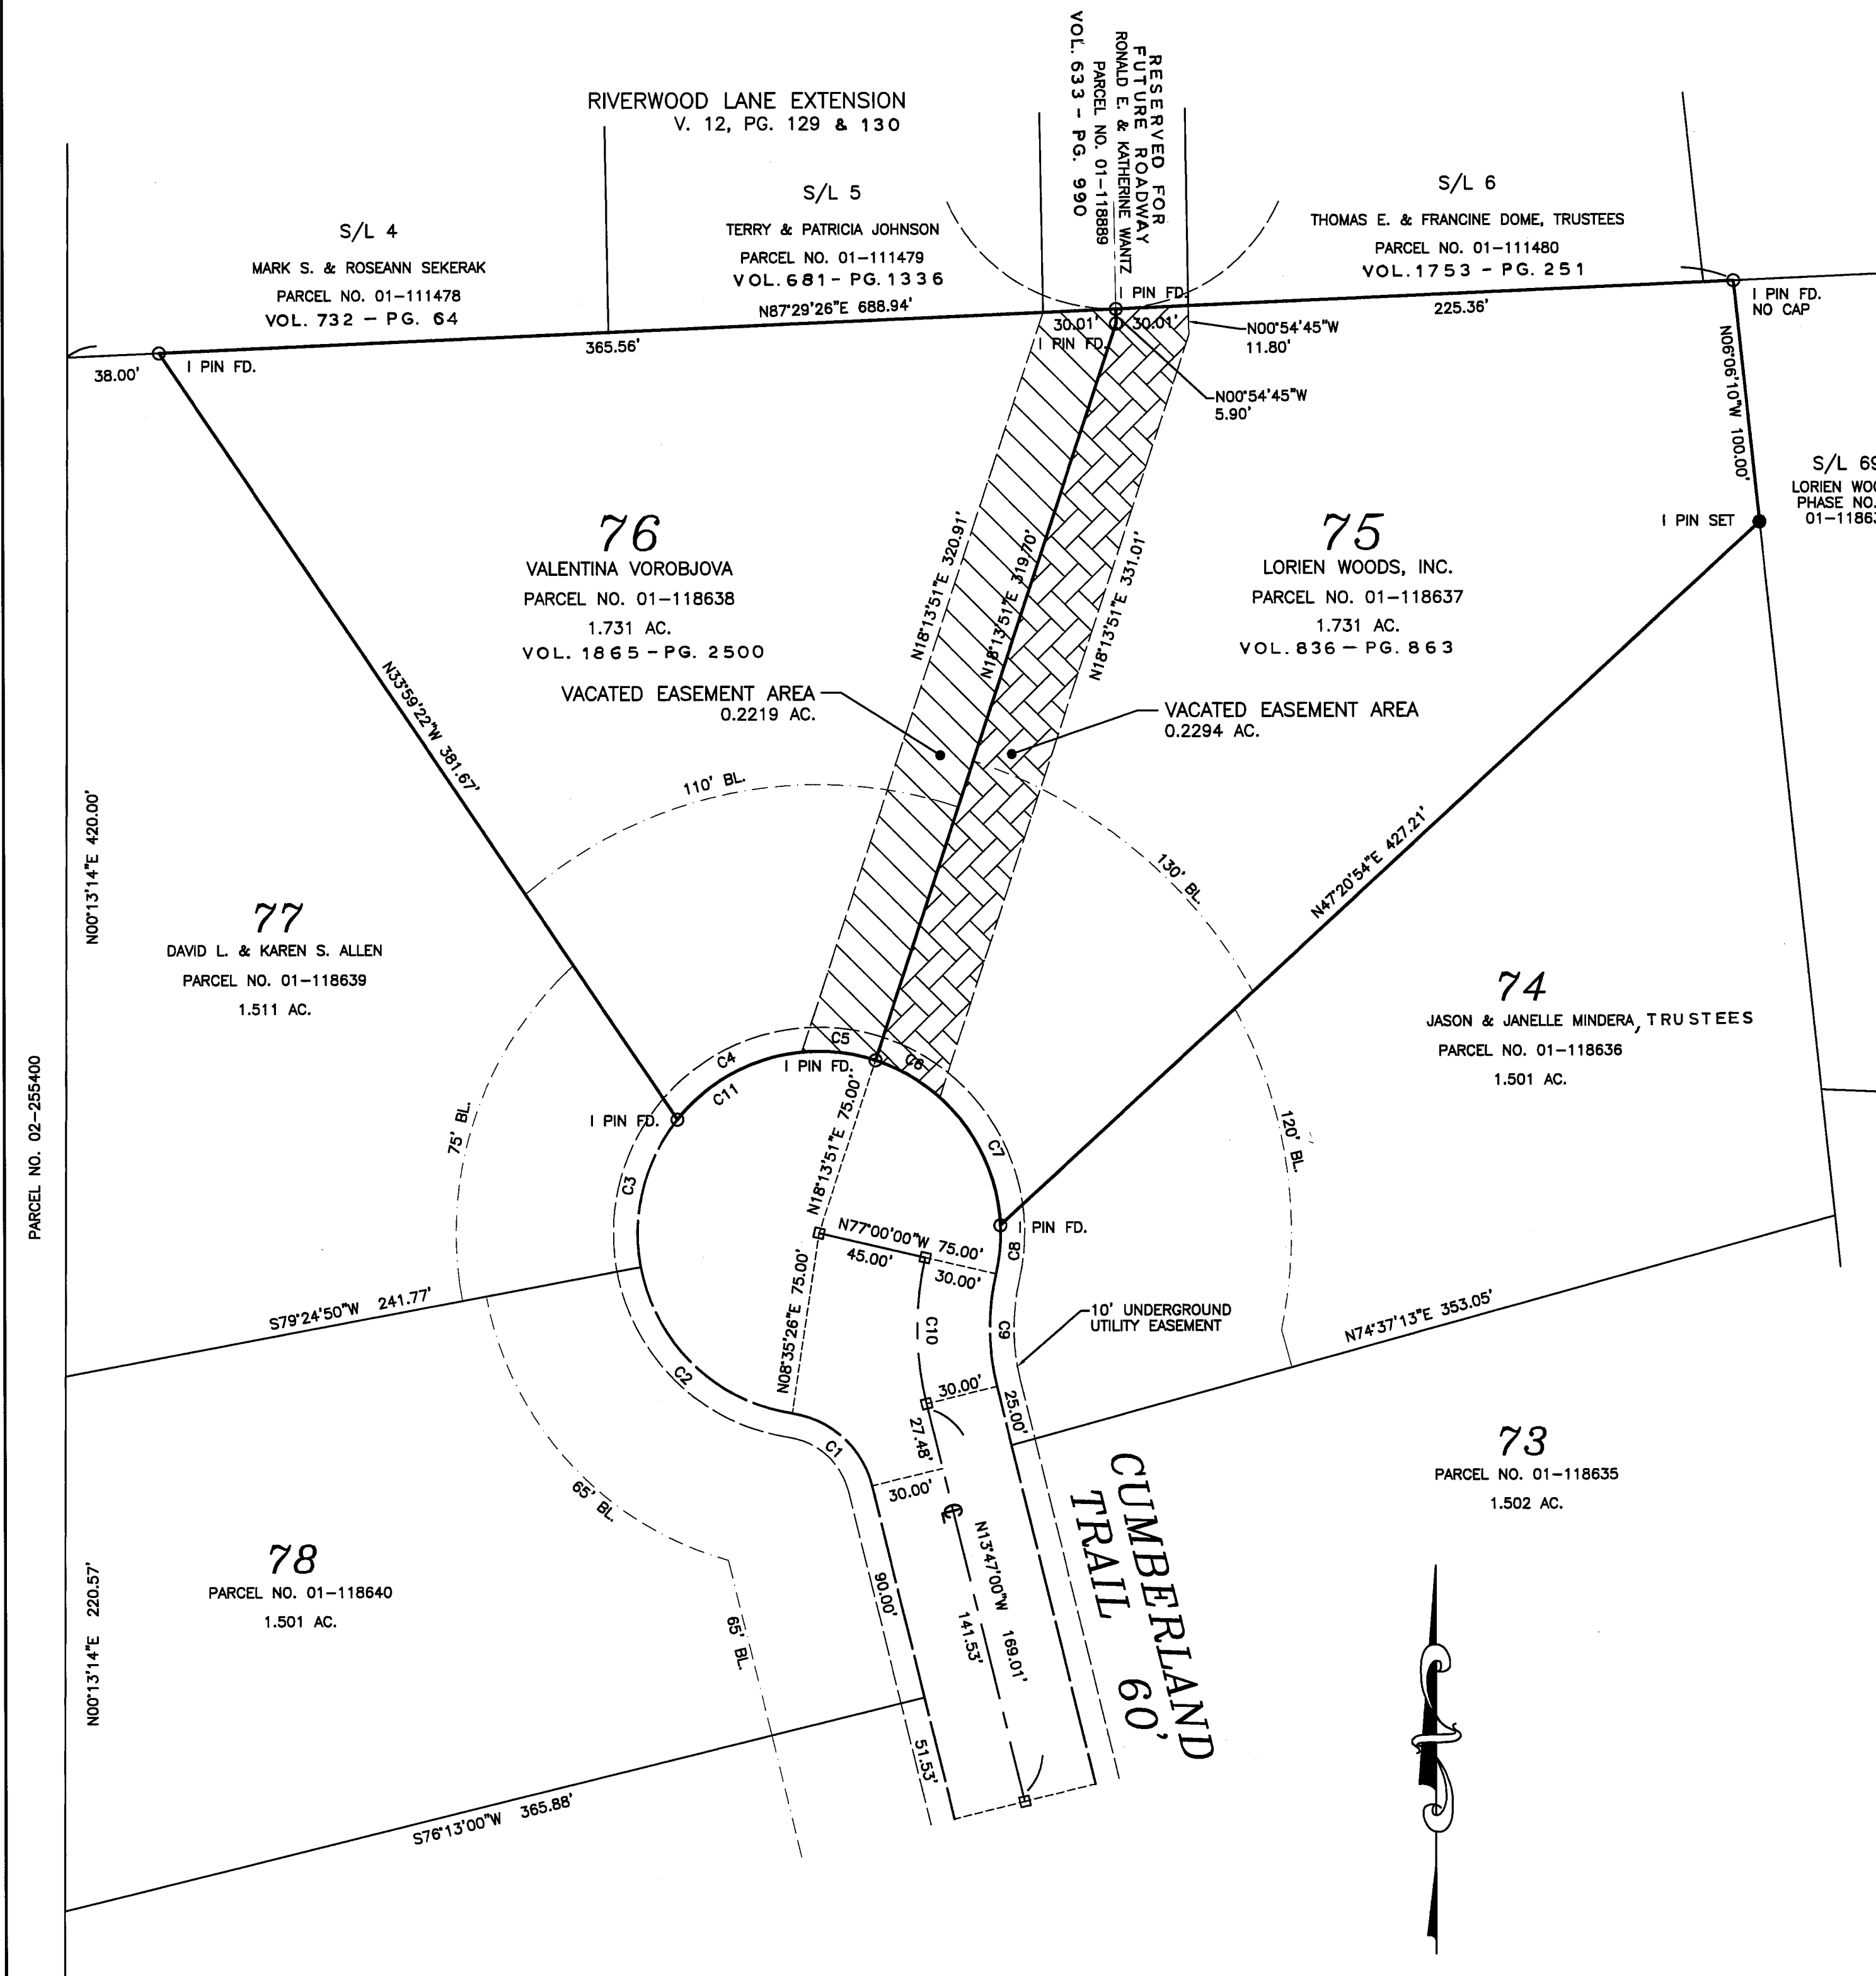 RIVERWOOD LANE EXTENSION
V. 12, PG. 129 & 130
RESERVED FOR
FUTURE ROADWAY
RONALD E. & KATHERINE WANTZ
PARCEL NO. 01-118889
VOL. 633 - PG. 990
S/L 4
MARK S. & ROSEANN SEKERAK
PARCEL NO. 01-111478
VOL. 732 - PG. 64
S/L 5
TERRY & PATRICIA JOHNSON
PARCEL NO. 01-111479
VOL. 681 - PG. 1336
N87°29'26"E 688.94'
S/L 6
THOMAS E. & FRANCINE DOME, TRUSTEES
PARCEL NO. 01-111480
VOL. 1753 - PG. 251
I PIN FD.
225.36'
I PIN FD.
NO CAP
30.01'
30.01'
I PIN FD.
N00°54'45"W
11.80'
N00°54'45"W
5.90'
38.00'
I PIN FD.
365.56'
N06°06'10"W 100.00'
S/L 69
LORIEN WOO
PHASE NO.
01-1186
I PIN SET
76
VALENTINA VOROBJOVA
PARCEL NO. 01-118638
1.731 AC.
VOL. 1865 - PG. 2500
VACATED EASEMENT AREA
0.2219 AC.
N18°13'51"E 320.91'
N18°13'51"E 319.70'
N18°13'51"E 331.01'
75
LORIEN WOODS, INC.
PARCEL NO. 01-118637
1.731 AC.
VOL. 836 - PG. 863
VACATED EASEMENT AREA
0.2294 AC.
N33°59'22"W 381.67'
110' BL.
130' BL.
N47°20'54"E 427.21'
N00°13'14"E 420.00'
77
DAVID L. & KAREN S. ALLEN
PARCEL NO. 01-118639
1.511 AC.
74
JASON & JANELLE MINDERA, TRUSTEES
PARCEL NO. 01-118636
1.501 AC.
PARCEL NO. 02-255400
75' BL.
C4
C5
C6
C11
I PIN FD.
I PIN FD.
C3
C7
120' BL.
N18°13'51"E 75.00'
N77°00'00"W 75.00'
45.00'
30.00'
I PIN FD.
C8
N08°35'26"E 75.00'
C10
C9
10' UNDERGROUND
UTILITY EASEMENT
S79°24'50"W 241.77'
N74°37'13"E 353.05'
C2
30.00'
25.00'
27.48'
C1
30.00'
65' BL.
CUMBERLAND
TRAIL 60'
73
PARCEL NO. 01-118635
1.502 AC.
N13°47'00"W 169.01'
141.53'
90.00'
78
PARCEL NO. 01-118640
1.501 AC.
65' BL.
N00°13'14"E 220.57'
51.53'
S76°13'00"W 365.88'